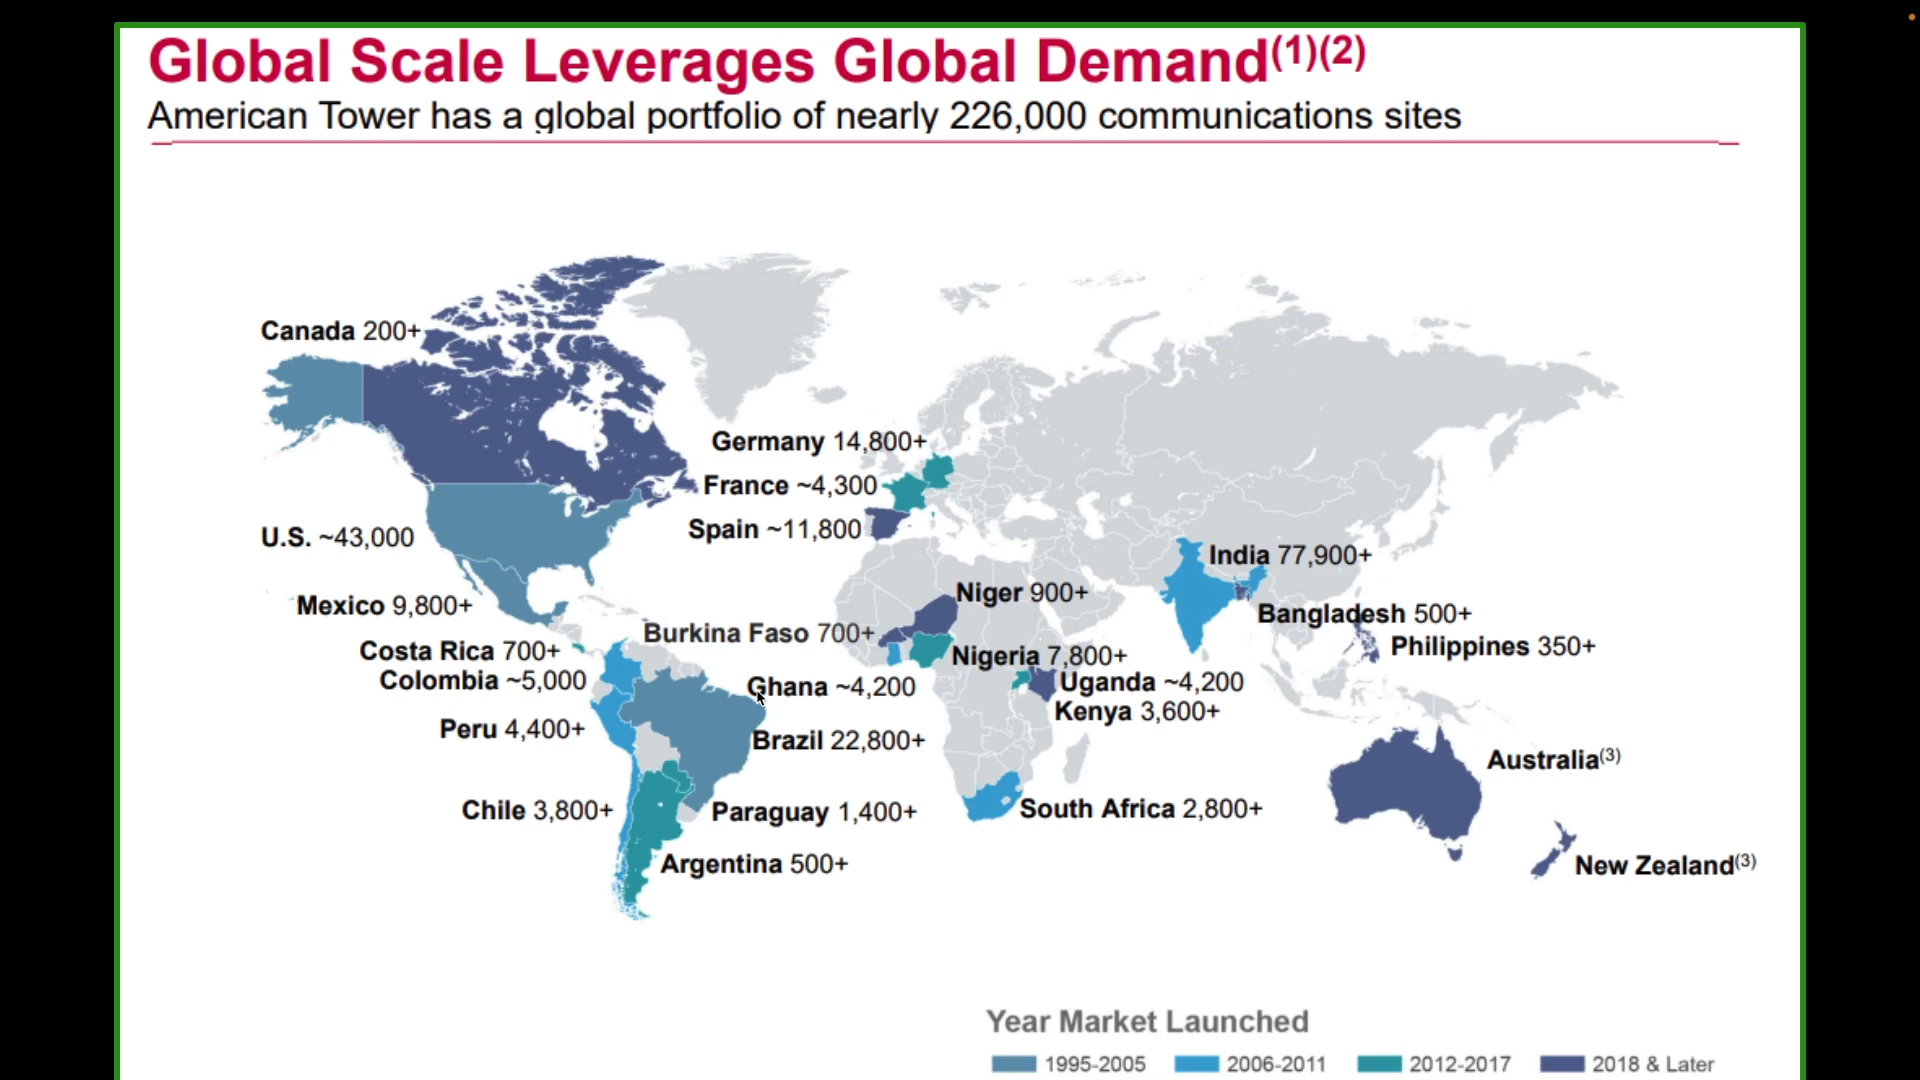 Global Scale Leverages Global Demand(1)(2)
American Tower has a global portfolio of nearly 226,000 communications sites
Canada 200+
Germany 14,800+
France ~4,300
Spain ~11,800
U.S. ~43,000
India 77,900+
Niger 900+
Mexico 9,800+
Bangladesh 500+
Burkina Faso 700+
Philippines 350+
Costa Rica 700+
Nigeria 7,800+
Colombia ~5,000
Ghana ~4,200
Uganda ~4,200
Kenya 3,600+
Peru 4,400+
Brazil 22,800+
Australia(3)
Chile 3,800+
Paraguay 1,400+
South Africa 2,800+
Argentina 500+
New Zealand(3)
Year Market Launched
1995-2005 2006-2011 2012-2017 2018 & Later